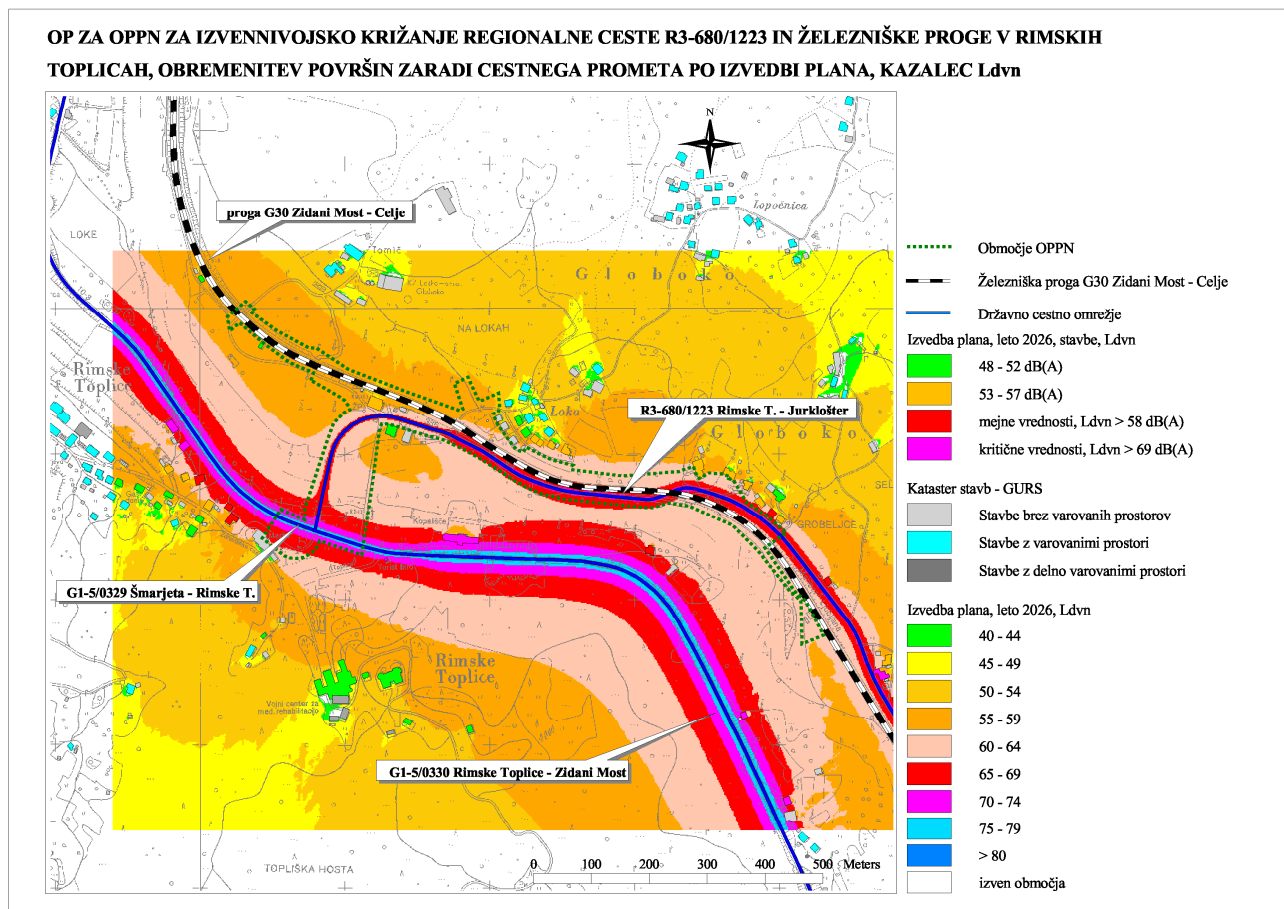 OP ZA OPPN ZA IZVENNIVOJSKO KRIŽANJE REGIONALNE CESTE R3-680/1223 IN ŽELEZNIŠKE PROGE V RIMSKIH
TOPLICAH, OBREMENITEV POVRŠIN ZARADI CESTNEGA PROMETA PO IZVEDBI PLANA, KAZALEC Ldvn
N
Lopočnica
proga G30 Zidani Most - Celje
LOKE
Tomič
Globoko
NA LOKAH
Rimske
Toplice
Loka
R3-680/1223 Rimske T. - Jurklošter
Globoko
SEL
GROBELJCE
Kopališče
G1-5/0329 Šmarjeta - Rimske T.
Rimske
Toplice
Vojni center za
med.rehabilitacijo
G1-5/0330 Rimske Toplice - Zidani Most
TOPLIŠKA HOSTA
0 100 200 300 400 500 Meters
Območje OPPN
Železniška proga G30 Zidani Most - Celje
Državno cestno omrežje
Izvedba plana, leto 2026, stavbe, Ldvn
48 - 52 dB(A)
53 - 57 dB(A)
mejne vrednosti, Ldvn > 58 dB(A)
kritične vrednosti, Ldvn > 69 dB(A)
Kataster stavb - GURS
Stavbe brez varovanih prostorov
Stavbe z varovanimi prostori
Stavbe z delno varovanimi prostori
Izvedba plana, leto 2026, Ldvn
40 - 44
45 - 49
50 - 54
55 - 59
60 - 64
65 - 69
70 - 74
75 - 79
> 80
izven območja